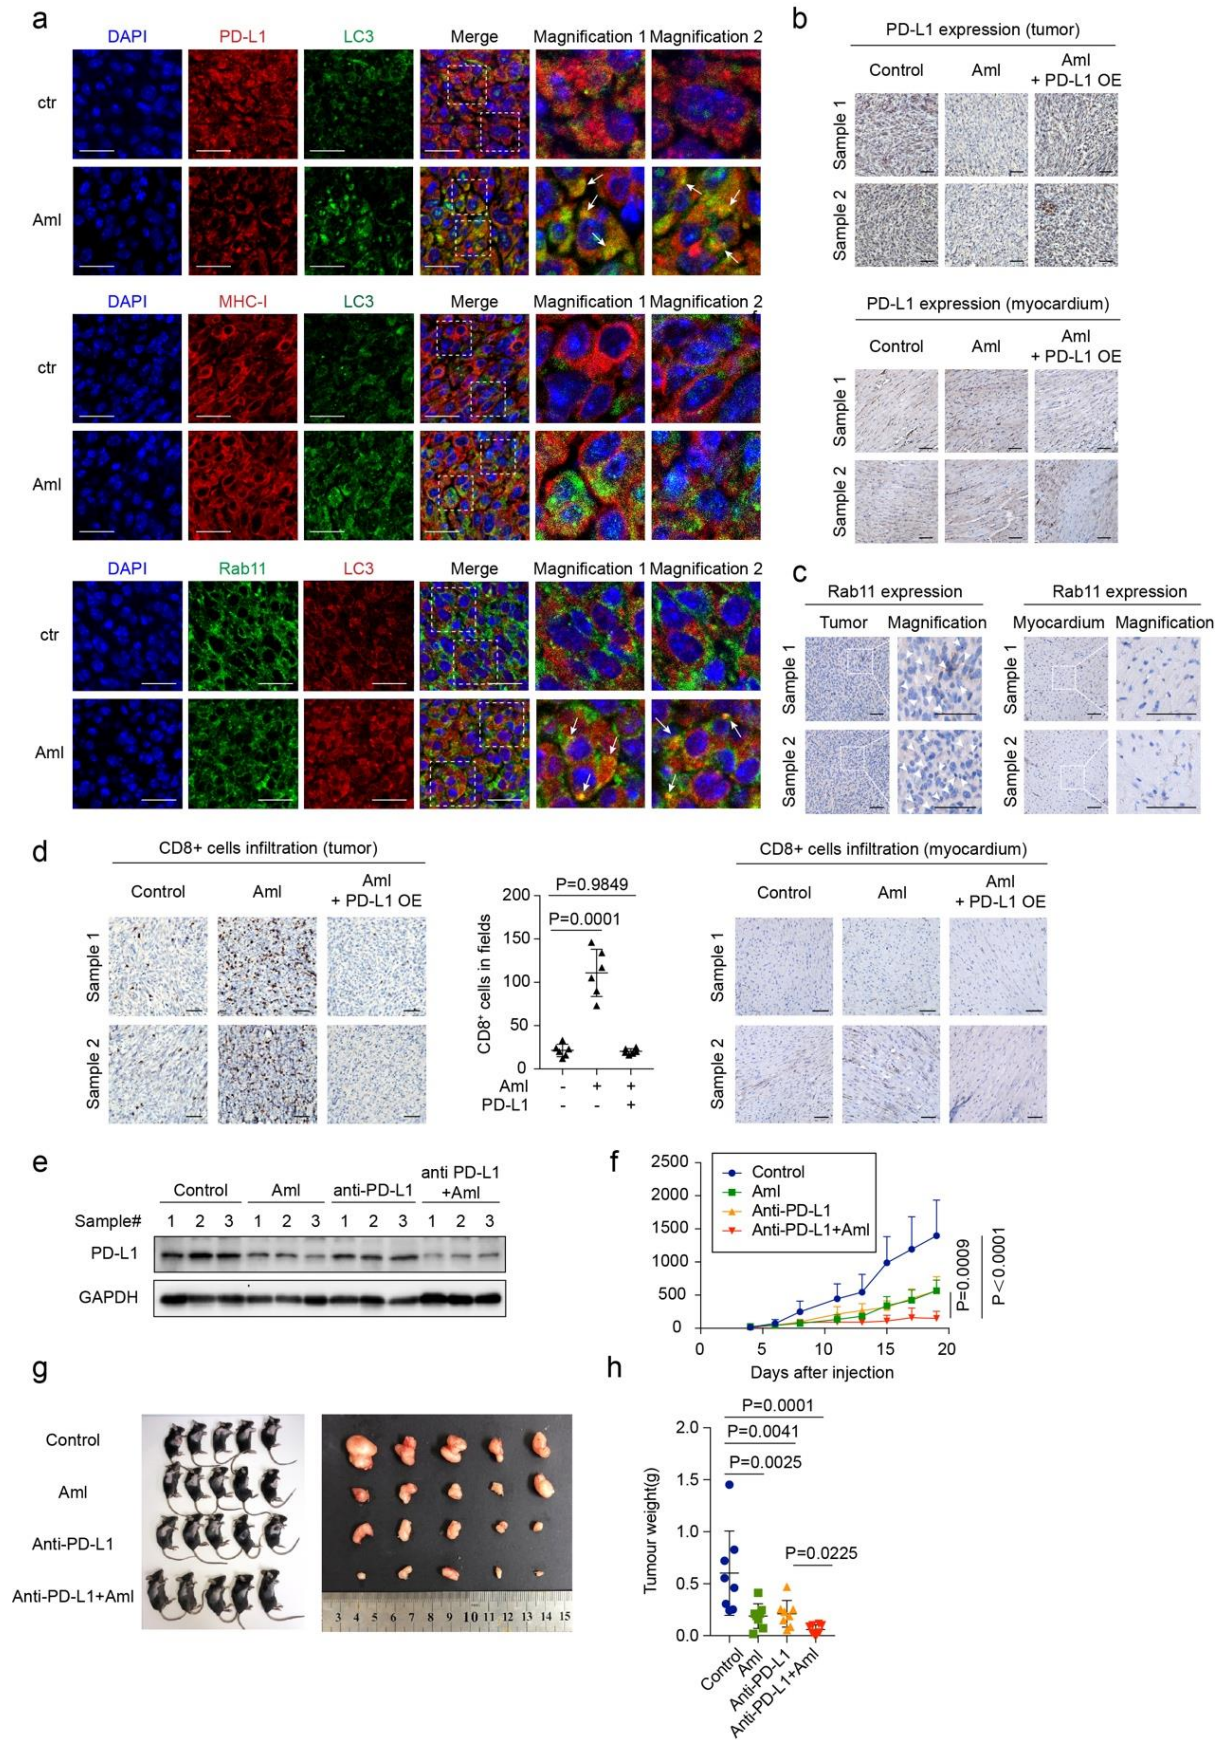 a
DAPI PD-L1 LC3 Merge Magnification 1 Magnification 2
ctr
Aml
DAPI MHC-I LC3 Merge Magnification 1 Magnification 2
ctr
Aml
DAPI Rab11 LC3 Merge Magnification 1 Magnification 2
ctr
Aml
b
PD-L1 expression (tumor)
Control Aml Aml
+ PD-L1 OE
Sample 1
Sample 2
PD-L1 expression (myocardium)
Control Aml Aml
+ PD-L1 OE
Sample 1
Sample 2
c
Rab11 expression Rab11 expression
Tumor Magnification Myocardium Magnification
Sample 1 Sample 1
Sample 2 Sample 2
d
CD8+ cells infiltration (tumor)
Control Aml Aml
+ PD-L1 OE
Sample 1
Sample 2
CD8⁺ cells in fields
200
150
100
50
0
P=0.9849
P=0.0001
Aml - + +
PD-L1 - - +
CD8+ cells infiltration (myocardium)
Control Aml Aml
+ PD-L1 OE
Sample 1
Sample 2
e
Control Aml anti-PD-L1 anti PD-L1
+Aml
Sample# 1 2 3 1 2 3 1 2 3 1 2 3
PD-L1
GAPDH
f
2500
2000
1500
1000
500
0
Control
Aml
Anti-PD-L1
Anti-PD-L1+Aml
P=0.0009
P<0.0001
0 5 10 15 20
Days after injection
g
Control
Aml
Anti-PD-L1
Anti-PD-L1+Aml
3 4 5 6 7 8 9 10 11 12 13 14 15
h
P=0.0001
P=0.0041
P=0.0025
P=0.0225
Tumour weight(g)
2.0
1.5
1.0
0.5
0.0
Control
Aml
Anti-PD-L1
Anti-PD-L1+Aml